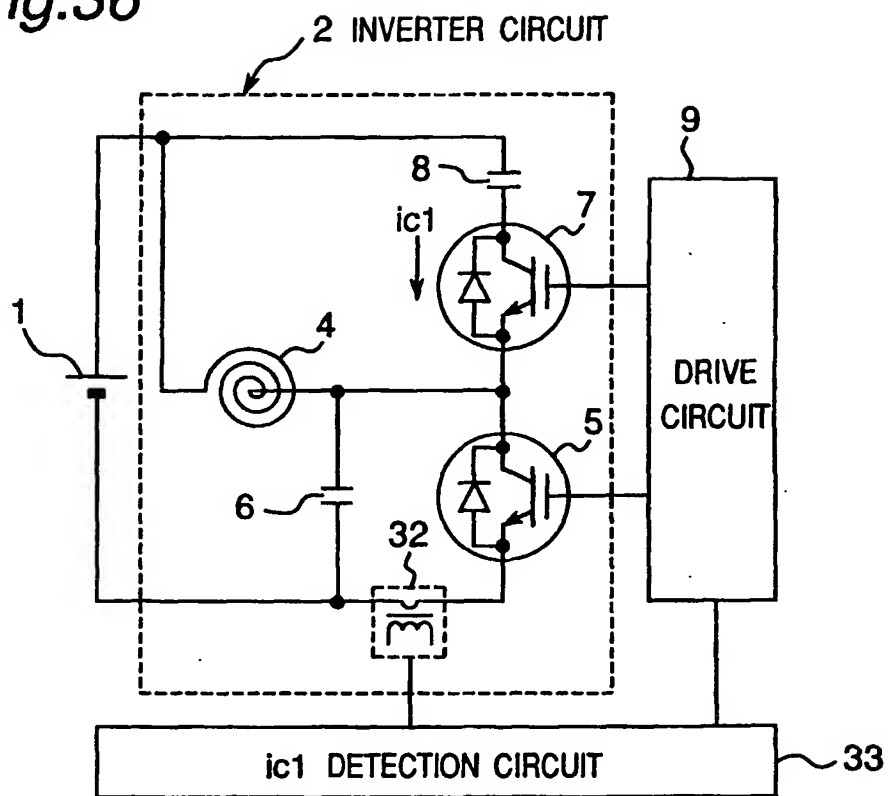 ig.36
2 INVERTER CIRCUIT
9
8
7
ic1
1
4
DRIVE
CIRCUIT
5
6
32
ic1 DETECTION CIRCUIT
33